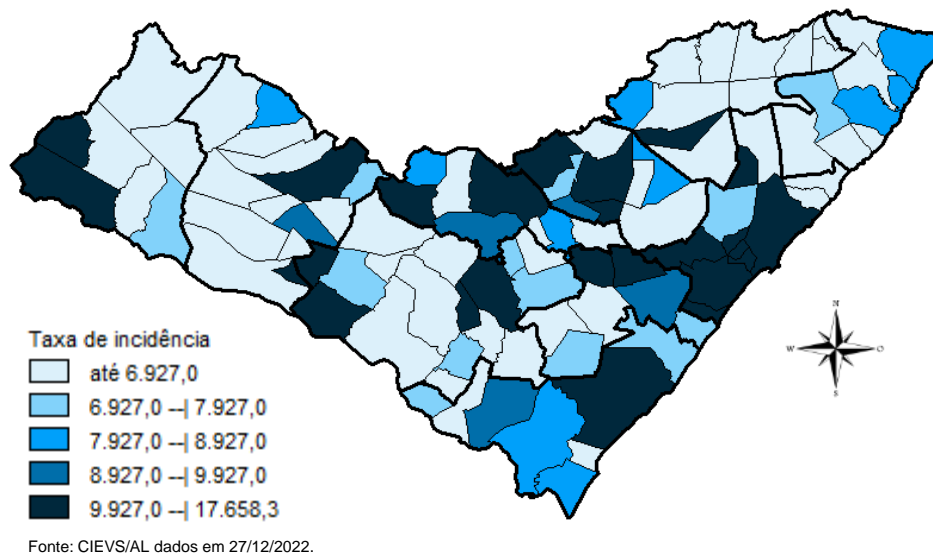 N
W
O
S
Taxa de incidência
até 6.927,0
6.927,0 --| 7.927,0
7.927,0 --| 8.927,0
8.927,0 --| 9.927,0
9.927,0 --| 17.658,3
Fonte: CIEVS/AL dados em 27/12/2022.